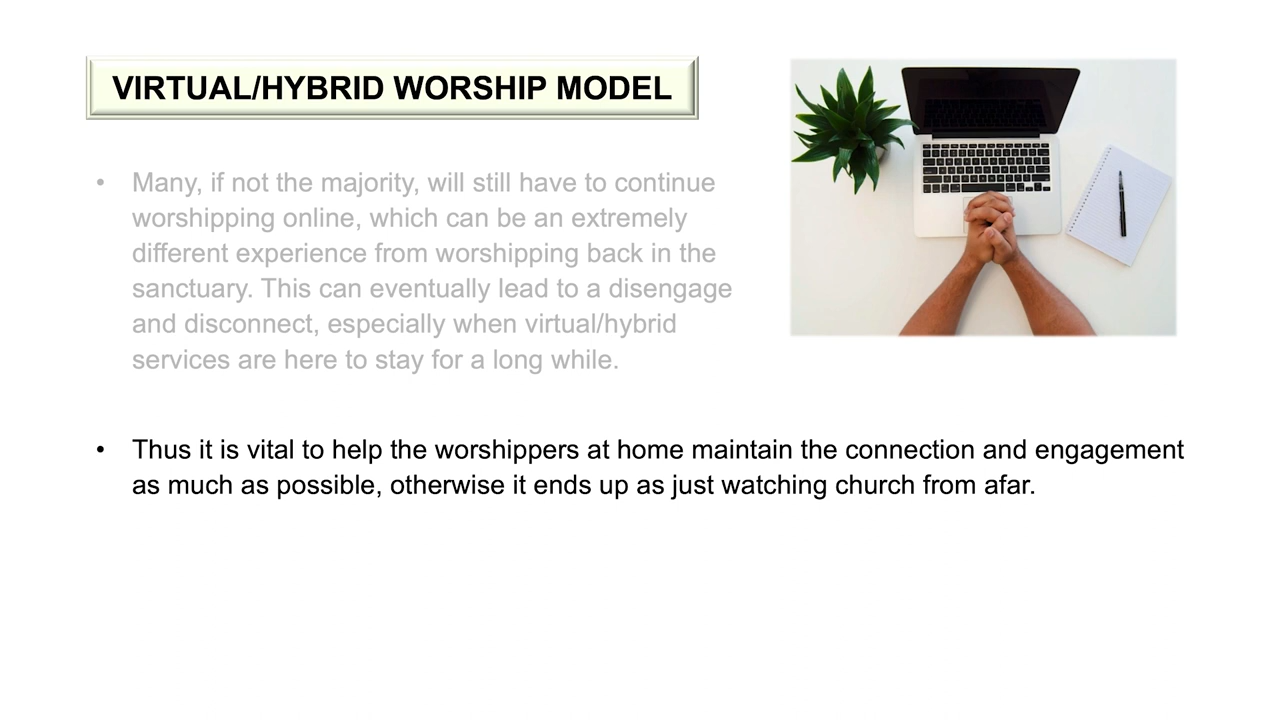 VIRTUAL/HYBRID WORSHIP MODEL
• Many, if not the majority, will still have to continue
worshipping online, which can be an extremely
different experience from worshipping back in the
sanctuary. This can eventually lead to a disengage
and disconnect, especially when virtual/hybrid
services are here to stay for a long while.
• Thus it is vital to help the worshippers at home maintain the connection and engagement
as much as possible, otherwise it ends up as just watching church from afar.